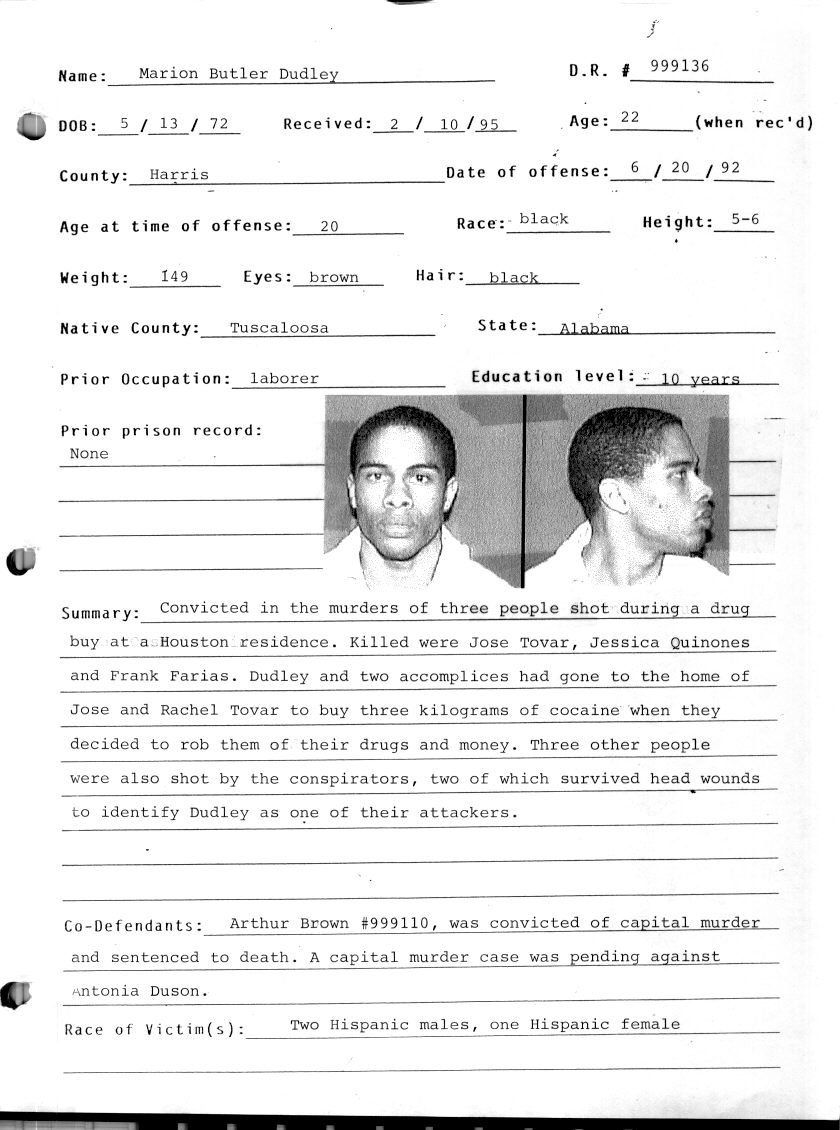 Name: Marion Butler Dudley D.R. # 999136
DOB: 5 / 13 / 72 Received: 2 / 10 / 95 Age: 22 (when rec'd)
County: Harris Date of offense: 6 / 20 / 92
Age at time of offense: 20 Race: black Height: 5-6
Weight: 149 Eyes: brown Hair: black
Native County: Tuscaloosa State: Alabama
Prior Occupation: laborer Education level: 10 years
Prior prison record:
None
Summary: Convicted in the murders of three people shot during a drug
buy at a Houston residence. Killed were Jose Tovar, Jessica Quinones
and Frank Farias. Dudley and two accomplices had gone to the home of
Jose and Rachel Tovar to buy three kilograms of cocaine when they
decided to rob them of their drugs and money. Three other people
were also shot by the conspirators, two of which survived head wounds
to identify Dudley as one of their attackers.
Co-Defendants: Arthur Brown #999110, was convicted of capital murder
and sentenced to death. A capital murder case was pending against
Antonia Duson.
Race of Victim(s): Two Hispanic males, one Hispanic female